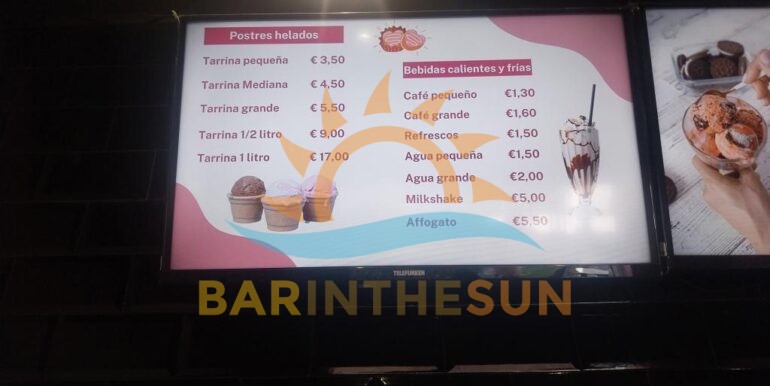 Postres helados
Tarrina pequeña € 3,50
Tarrina Mediana € 4,50
Tarrina grande € 5,50
Tarrina 1/2 litro € 9,00
Tarrina 1 litro € 17,00
Bebidas calientes y frías
Café pequeño €1,30
Café grande €1,60
Refrescos €1,50
Agua pequeña €1,50
Agua grande €2,00
Milkshake €5,00
Affogato €5,50
TELEFUNKEN
BARINTHESUN